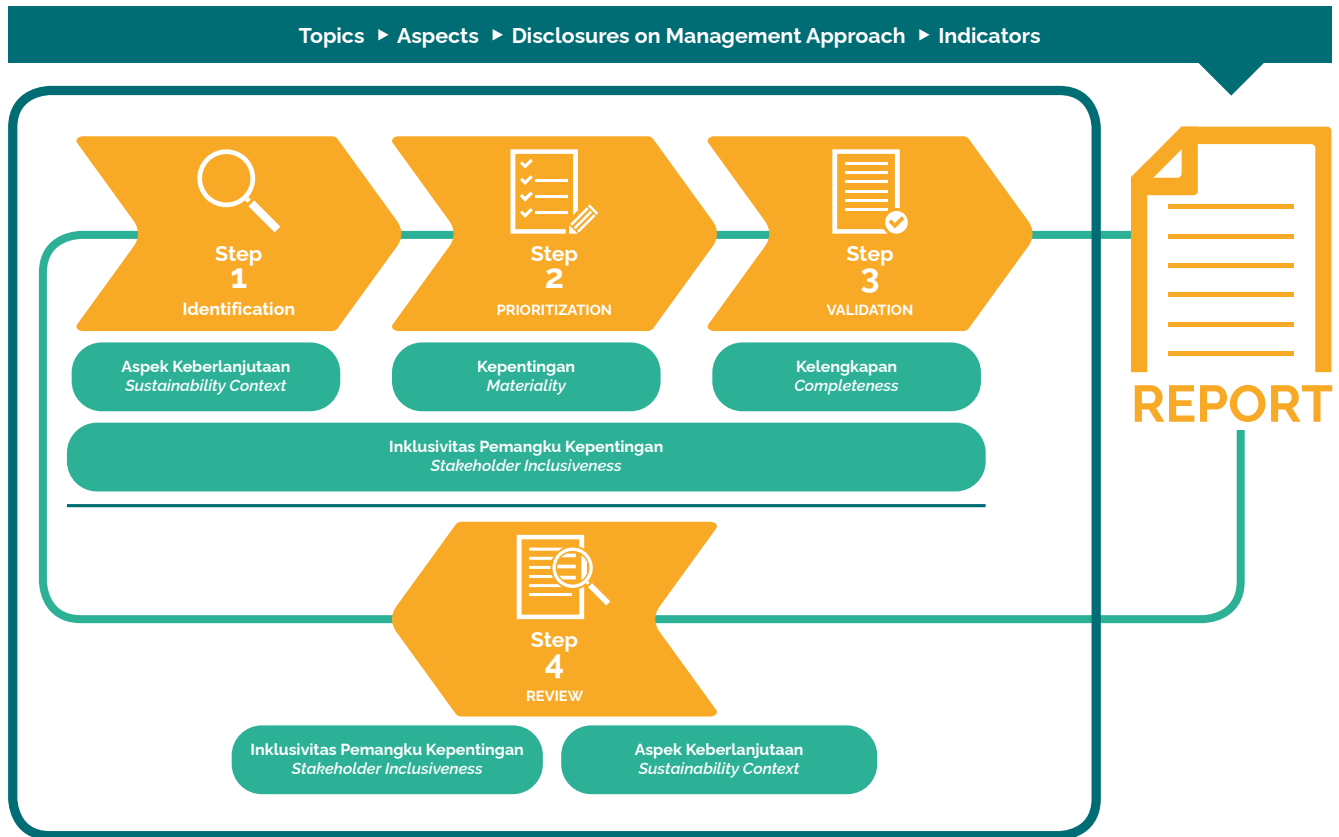 Topics ▶ Aspects ▶ Disclosures on Management Approach ▶ Indicators
Step
1
Identification
Step
2
PRIORITIZATION
Step
3
VALIDATION
Aspek Keberlanjutaan
Sustainability Context
Kepentingan
Materiality
Kelengkapan
Completeness
REPORT
Inklusivitas Pemangku Kepentingan
Stakeholder Inclusiveness
Step
4
REVIEW
Inklusivitas Pemangku Kepentingan
Stakeholder Inclusiveness
Aspek Keberlanjutaan
Sustainability Context